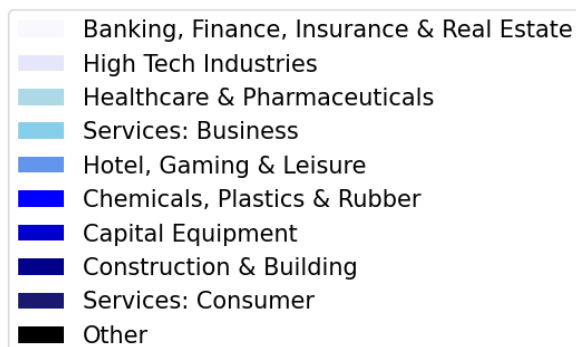 Banking, Finance, Insurance & Real Estate
High Tech Industries
Healthcare & Pharmaceuticals
Services: Business
Hotel, Gaming & Leisure
Chemicals, Plastics & Rubber
Capital Equipment
Construction & Building
Services: Consumer
Other